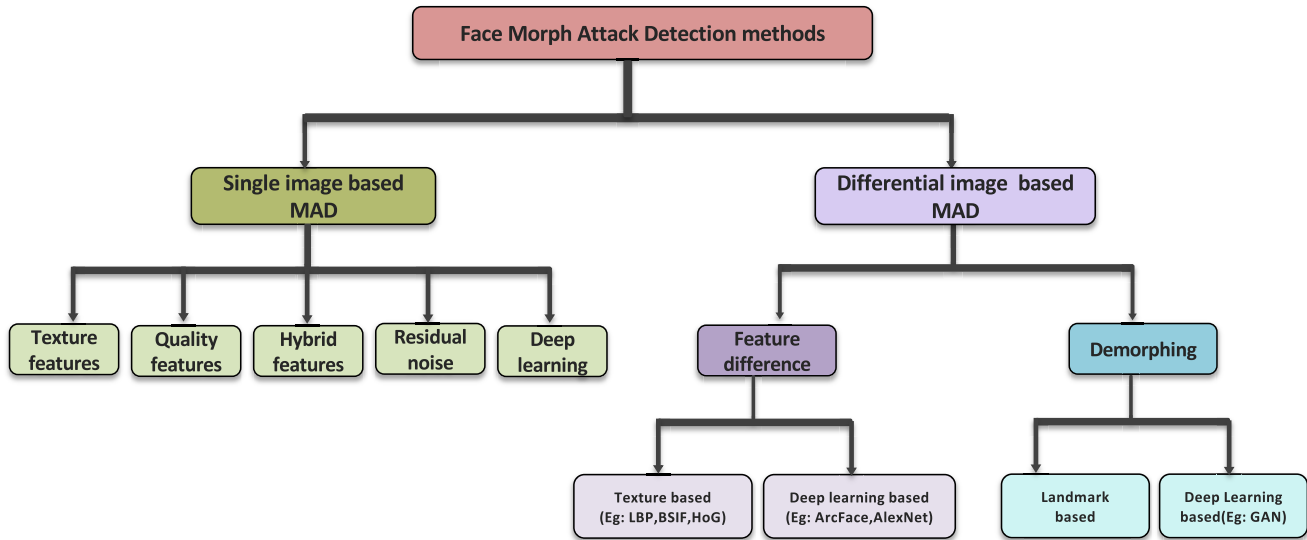 Face Morph Attack Detection methods
Single image based
MAD
Differential image based
MAD
Texture
features
Quality
features
Hybrid
features
Residual
noise
Deep
learning
Feature
difference
Demorphing
Texture based
(Eg: LBP,BSIF,HoG)
Deep learning based
(Eg: ArcFace,AlexNet)
Landmark
based
Deep Learning
based(Eg: GAN)